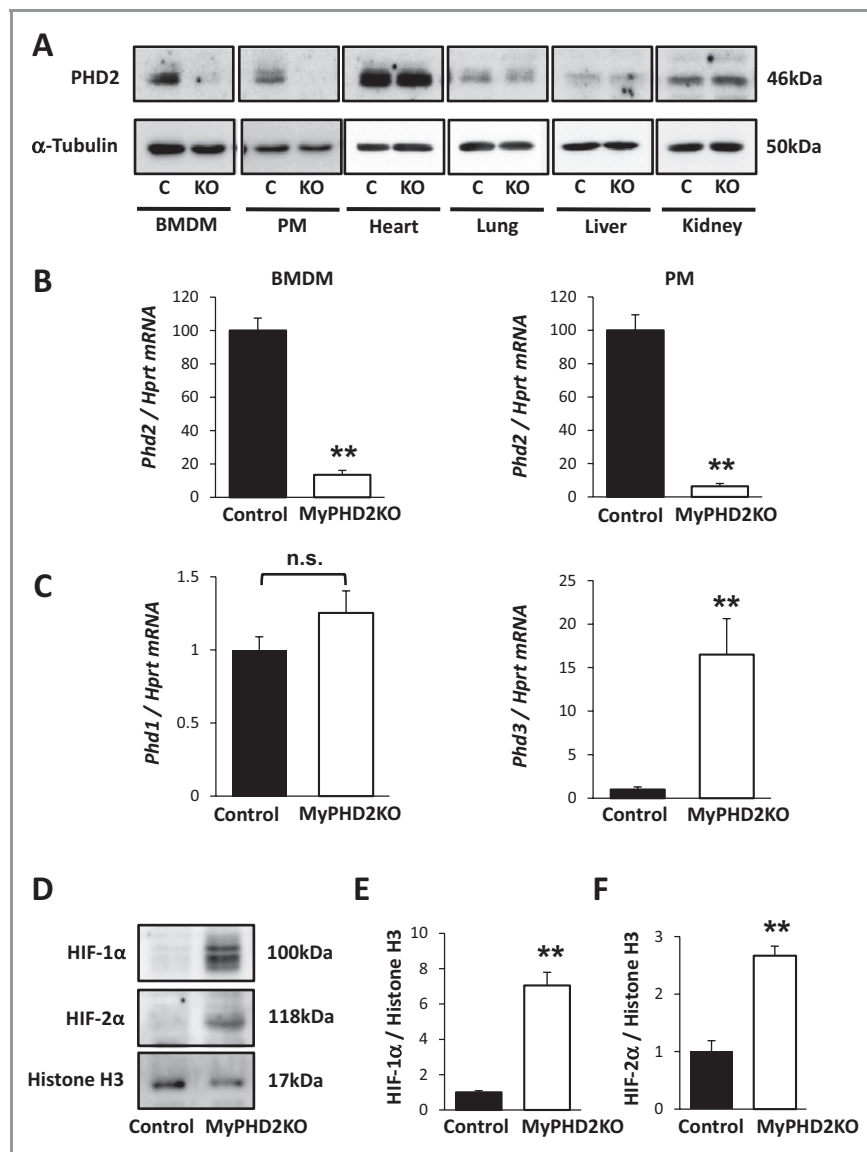 A
PHD2
46kDa
α-Tubulin
50kDa
C KO C KO C KO C KO C KO C KO
BMDM PM Heart Lung Liver Kidney
B
BMDM
Phd2 / Hprt mRNA
120
100
80
60
40
20
0
**
Control MyPHD2KO
PM
Phd2 / Hprt mRNA
120
100
80
60
40
20
0
**
Control MyPHD2KO
C
Phd1 / Hprt mRNA
1.5
1
0.5
0
n.s.
Control MyPHD2KO
Phd3 / Hprt mRNA
25
20
15
10
5
0
**
Control MyPHD2KO
D
HIF-1α 100kDa
HIF-2α 118kDa
Histone H3 17kDa
Control MyPHD2KO
E
HIF-1α / Histone H3
10
8
6
4
2
0
**
Control MyPHD2KO
F
HIF-2α / Histone H3
3
2
1
0
**
Control MyPHD2KO